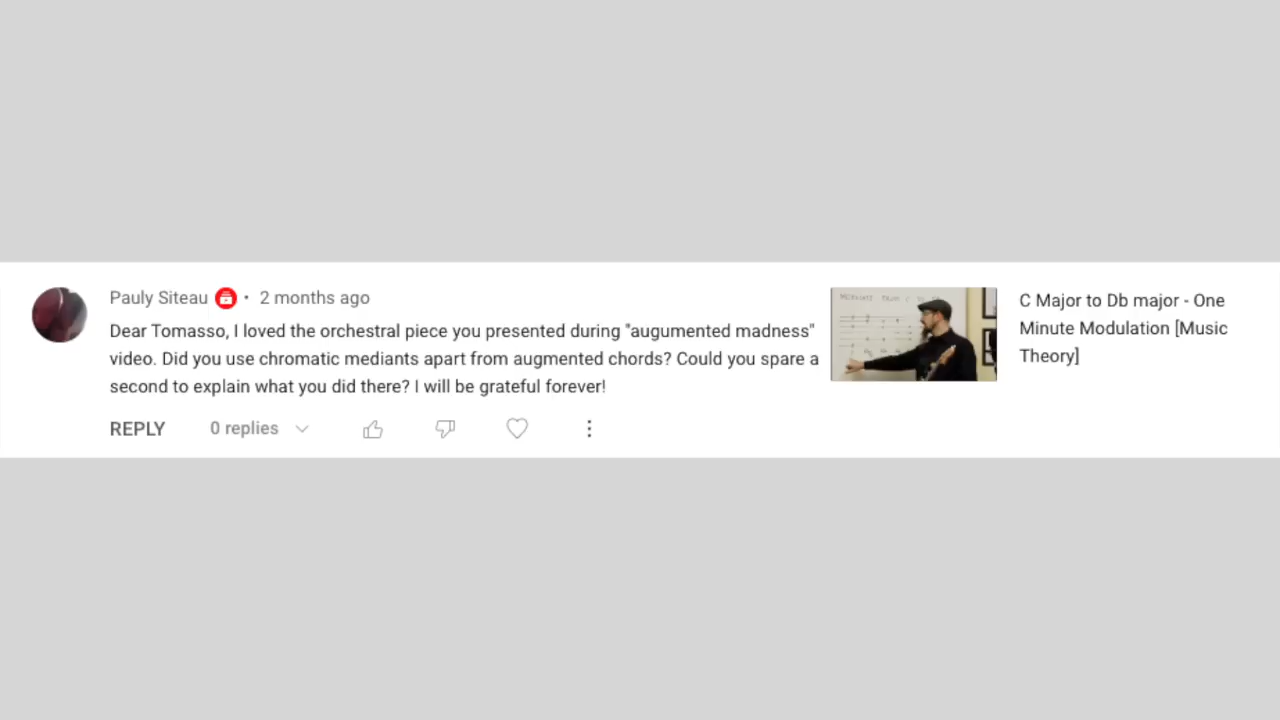 Pauly Siteau • 2 months ago
Dear Tomasso, I loved the orchestral piece you presented during "augumented madness"
video. Did you use chromatic mediants apart from augmented chords? Could you spare a
second to explain what you did there? I will be grateful forever!
REPLY 0 replies
C Major to Db major - One
Minute Modulation [Music
Theory]